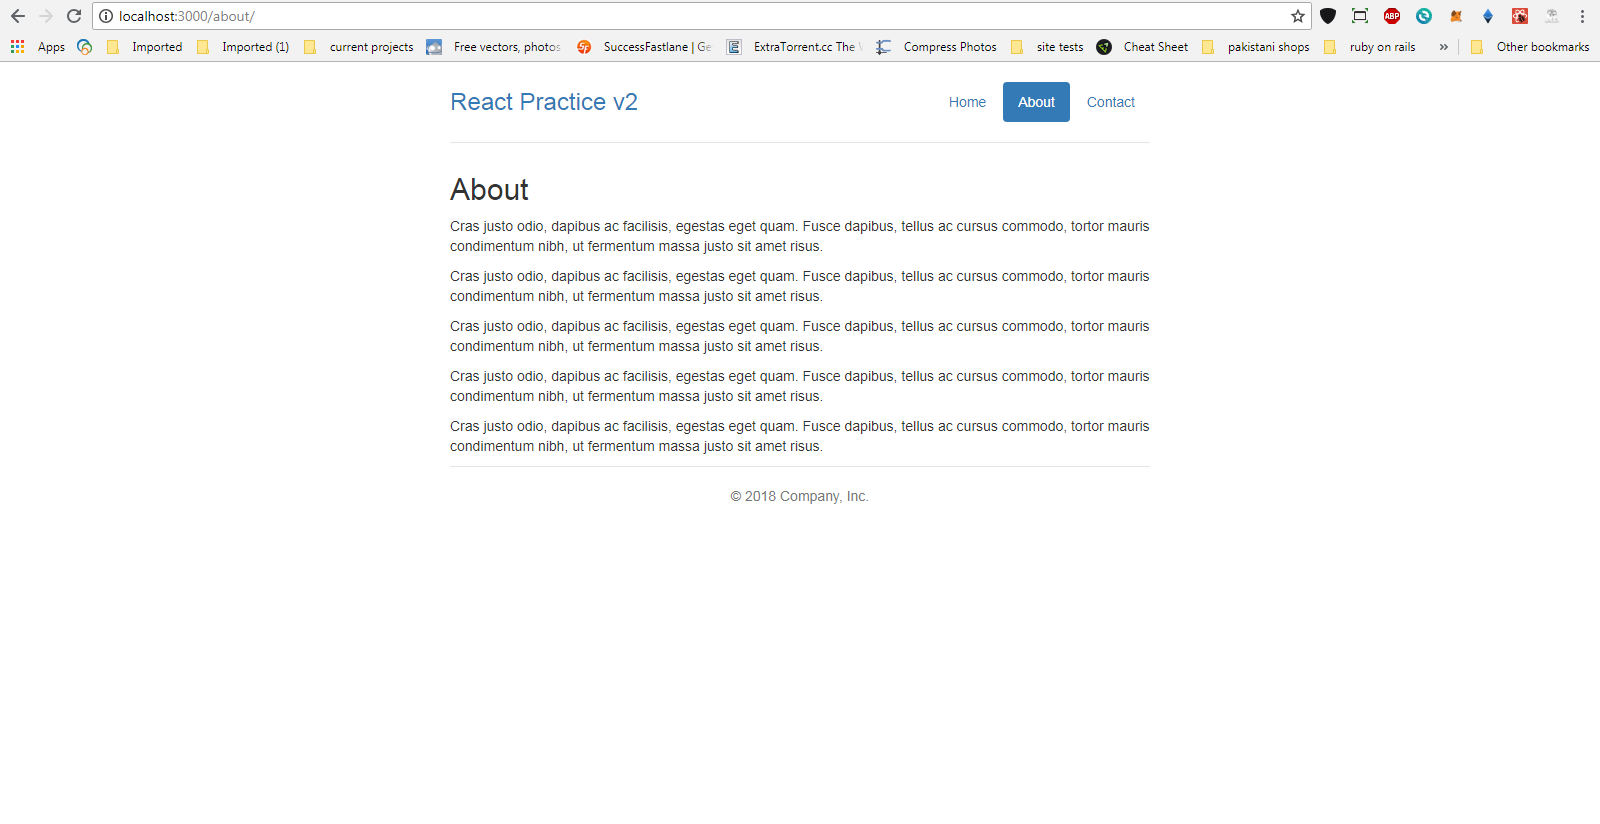 localhost:3000/about/
ABP
Apps Imported Imported (1) current projects Free vectors, photos SuccessFastlane | Ge ExtraTorrent.cc The Compress Photos site tests Cheat Sheet pakistani shops ruby on rails » Other bookmarks
React Practice v2 Home About Contact
About
Cras justo odio, dapibus ac facilisis, egestas eget quam. Fusce dapibus, tellus ac cursus commodo, tortor mauris
condimentum nibh, ut fermentum massa justo sit amet risus.
Cras justo odio, dapibus ac facilisis, egestas eget quam. Fusce dapibus, tellus ac cursus commodo, tortor mauris
condimentum nibh, ut fermentum massa justo sit amet risus.
Cras justo odio, dapibus ac facilisis, egestas eget quam. Fusce dapibus, tellus ac cursus commodo, tortor mauris
condimentum nibh, ut fermentum massa justo sit amet risus.
Cras justo odio, dapibus ac facilisis, egestas eget quam. Fusce dapibus, tellus ac cursus commodo, tortor mauris
condimentum nibh, ut fermentum massa justo sit amet risus.
Cras justo odio, dapibus ac facilisis, egestas eget quam. Fusce dapibus, tellus ac cursus commodo, tortor mauris
condimentum nibh, ut fermentum massa justo sit amet risus.
© 2018 Company, Inc.